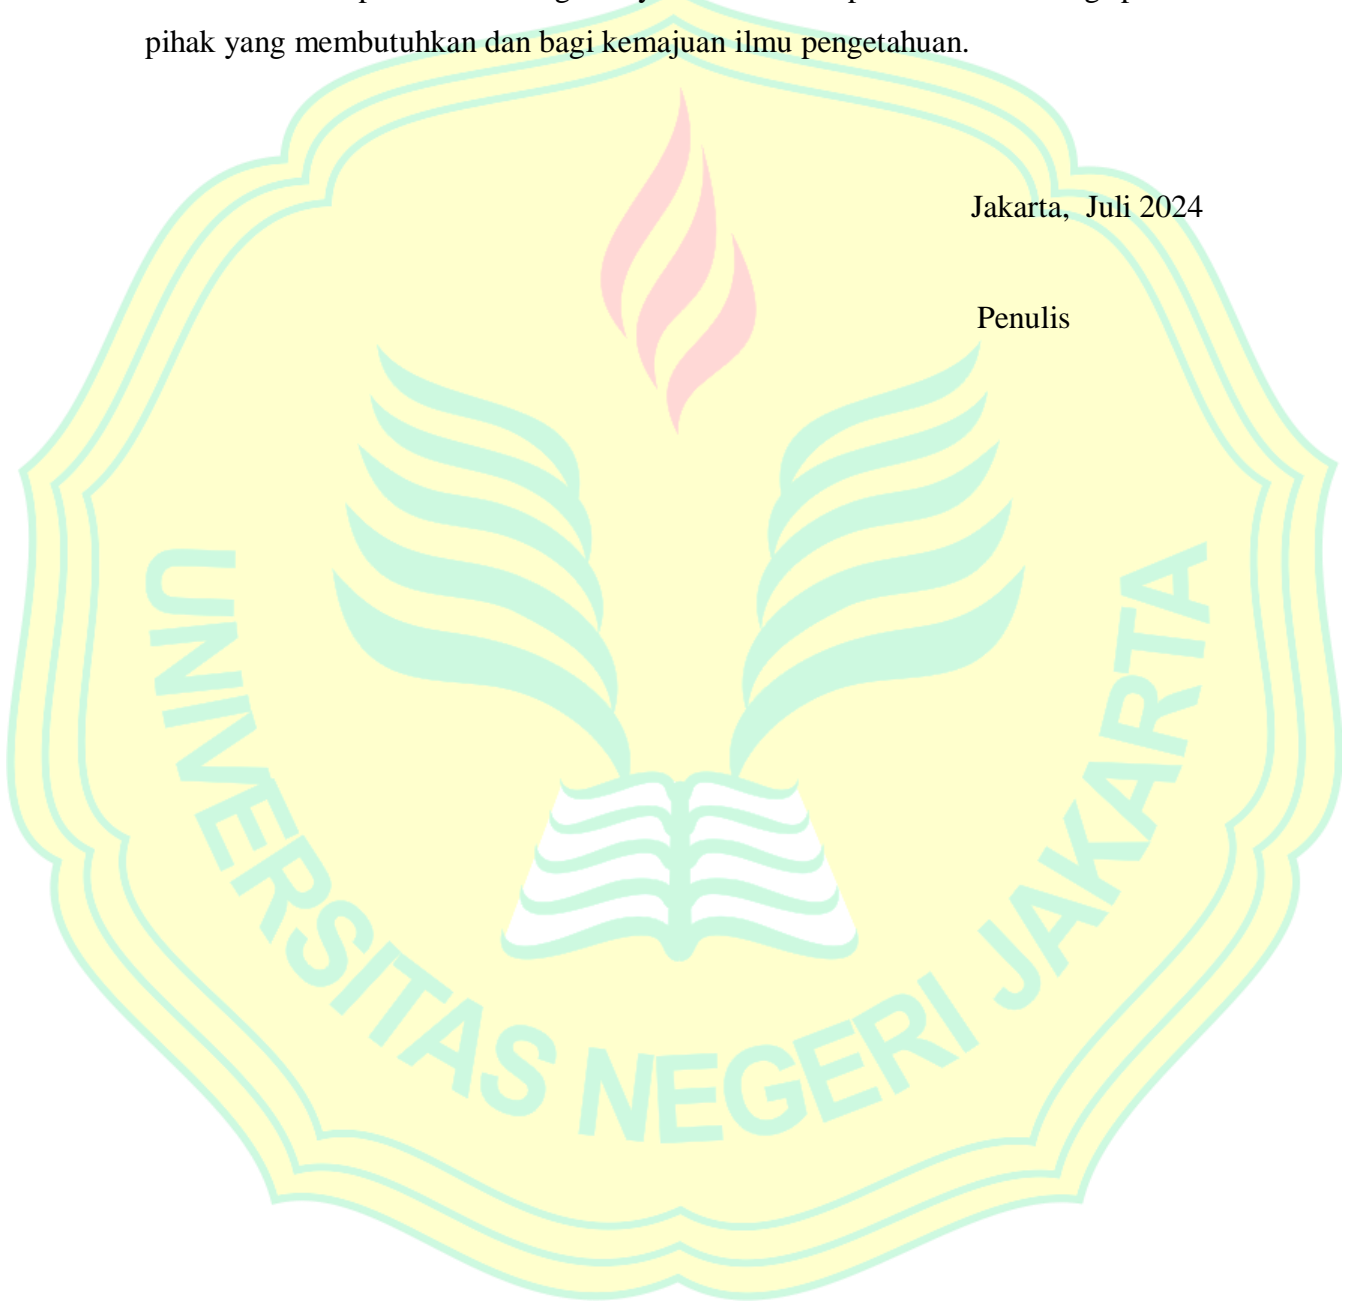 pihak yang membutuhkan dan bagi kemajuan ilmu pengetahuan.
Jakarta,  Juli 2024
Penulis
UNIVERSITAS NEGERI JAKARTA